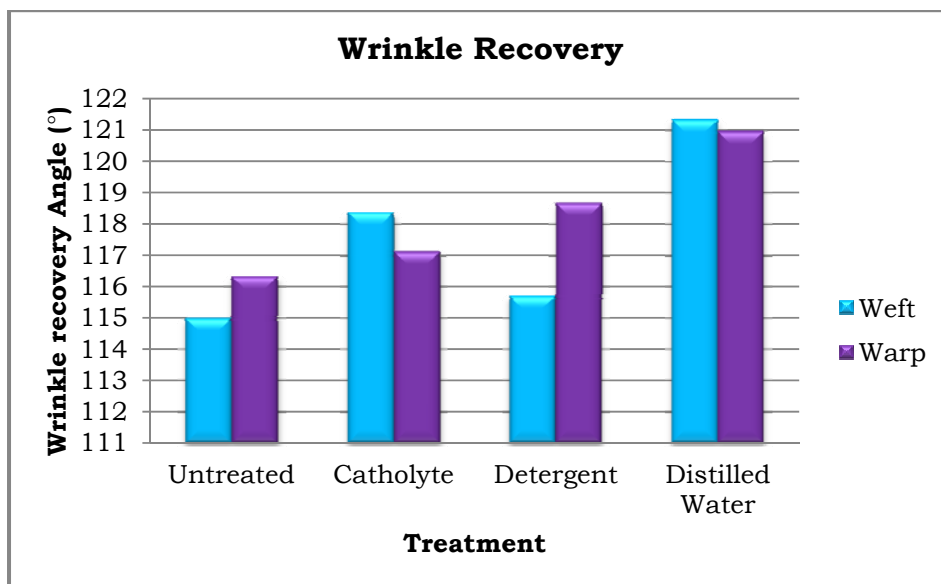 Wrinkle Recovery
Wrinkle recovery Angle (°)
122
121
120
119
118
117
116
115
114
113
112
111
Untreated
Catholyte
Detergent
Distilled
Water
Treatment
Weft
Warp